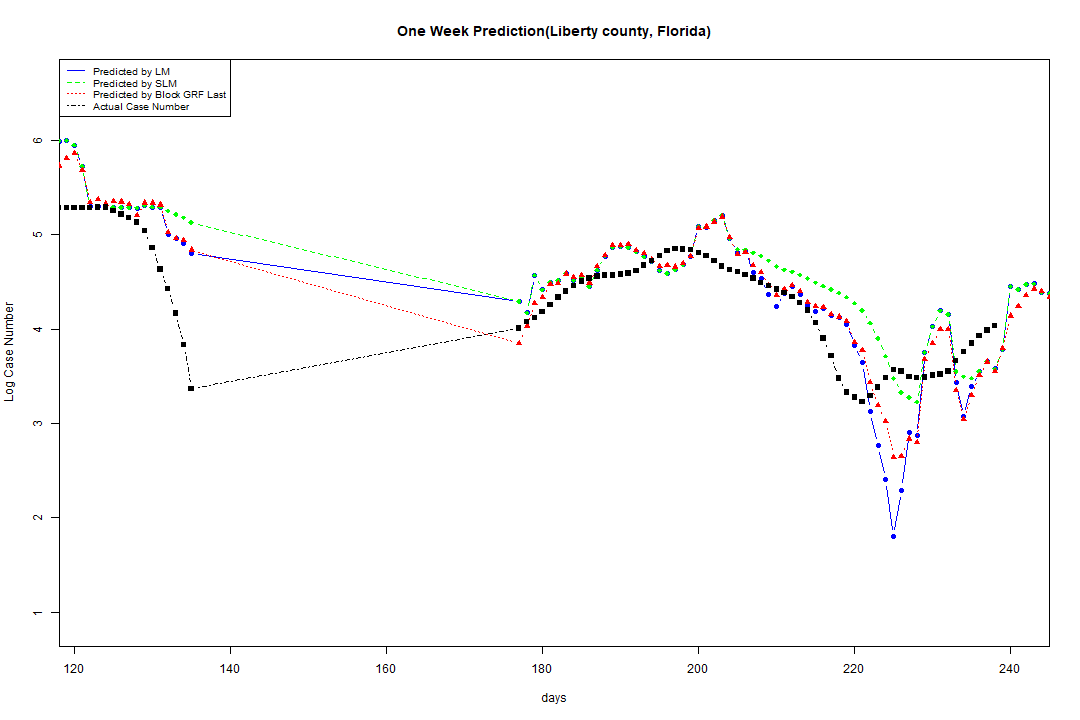 One Week Prediction(Liberty county, Florida)
Predicted by LM
Predicted by SLM
Predicted by Block GRF Last
Actual Case Number
6
5
4
3
2
1
Log Case Number
120 140 160 180 200 220 240
days